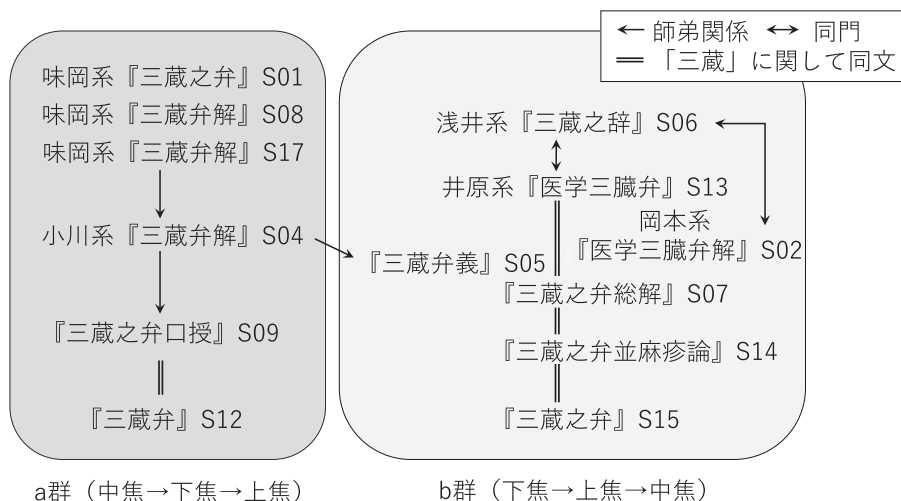 ← 師弟関係 ↔ 同門
＝ 「三蔵」に関して同文
味岡系『三蔵之弁』S01
味岡系『三蔵弁解』S08
味岡系『三蔵弁解』S17
小川系『三蔵弁解』S04
『三蔵之弁口授』S09
『三蔵弁』S12
a群（中焦→下焦→上焦）
浅井系『三蔵之辞』S06
井原系『医学三臓弁』S13
岡本系
『医学三臓弁解』S02
『三蔵弁義』S05
『三蔵之弁総解』S07
『三蔵之弁並麻疹論』S14
『三蔵之弁』S15
b群（下焦→上焦→中焦）